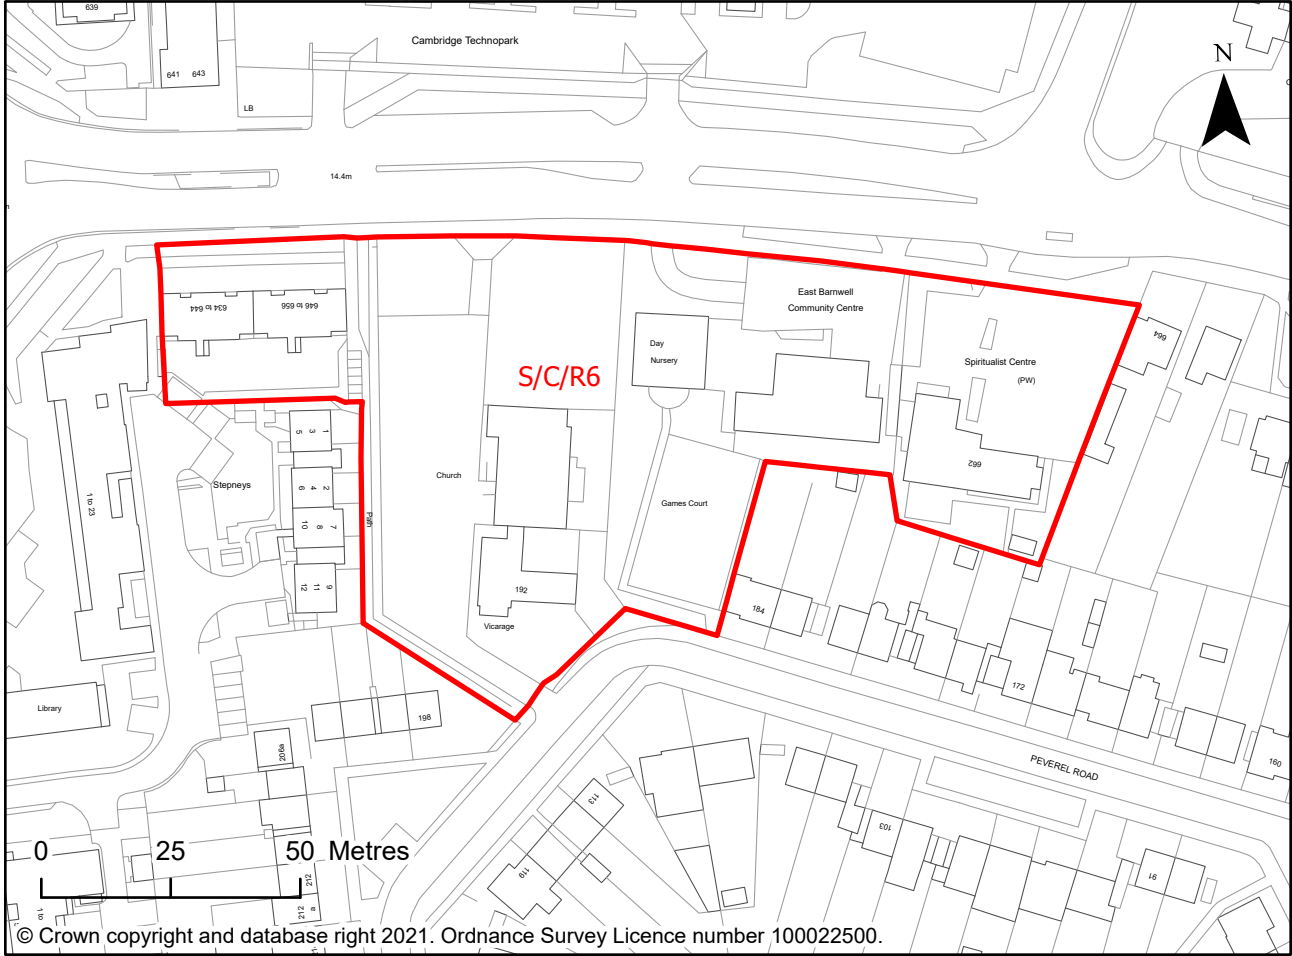 639
641 643
Cambridge Technopark
LB
N
14.4m
634 to 644
646 to 656
East Barnwell
Community Centre
Day
Nursery
Spiritualist Centre
(PW)
664
S/C/R6
662
1
3
5
2
4
6
7
8
10
9
11
12
Stepneys
1 to 23
Church
Path
Games Court
192
Vicarage
184
172
160
Library
198
206a
PEVEREL ROAD
113
119
103
91
212
212
a
1 to
0 25 50 Metres
© Crown copyright and database right 2021. Ordnance Survey Licence number 100022500.